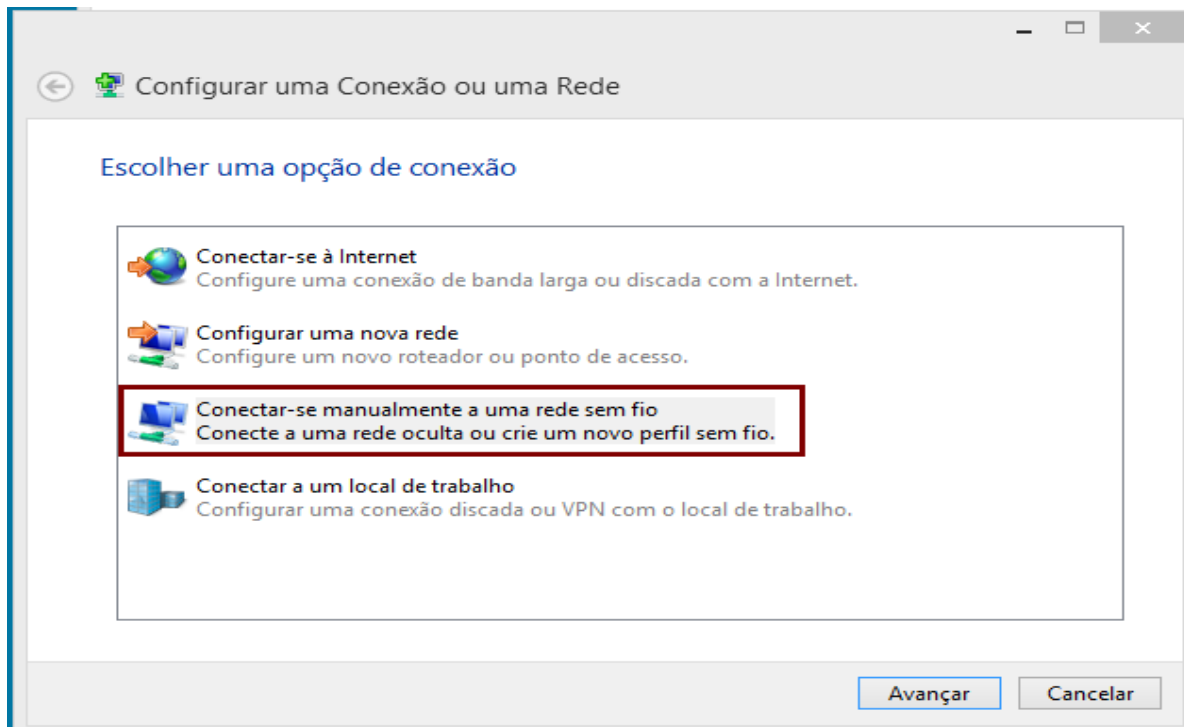 Configurar uma Conexão ou uma Rede
Escolher uma opção de conexão
Conectar-se à Internet
Configure uma conexão de banda larga ou discada com a Internet.
Configurar uma nova rede
Configure um novo roteador ou ponto de acesso.
Conectar-se manualmente a uma rede sem fio
Conecte a uma rede oculta ou crie um novo perfil sem fio.
Conectar a um local de trabalho
Configurar uma conexão discada ou VPN com o local de trabalho.
Avançar
Cancelar